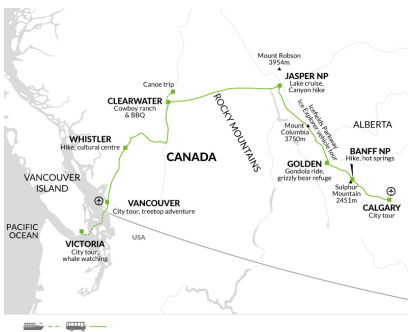 Mount Robson
3954m
JASPER NP
Lake cruise,
Canyon hike
Canoe trip
CLEARWATER
Cowboy ranch
& BBQ
ROCKY MOUNTAINS
Icefields Parkway
Ice Explorer vehicle tour
Mount
Columbia
3750m
ALBERTA
WHISTLER
Hike, cultural centre
CANADA
BANFF NP
Hike, hot springs
GOLDEN
Gondola ride,
grizzly bear refuge
Sulphur
Mountain
2451m
VANCOUVER
ISLAND
VANCOUVER
City tour, treetop adventure
CALGARY
City tour
PACIFIC
OCEAN
VICTORIA
City tour,
whale watching
USA